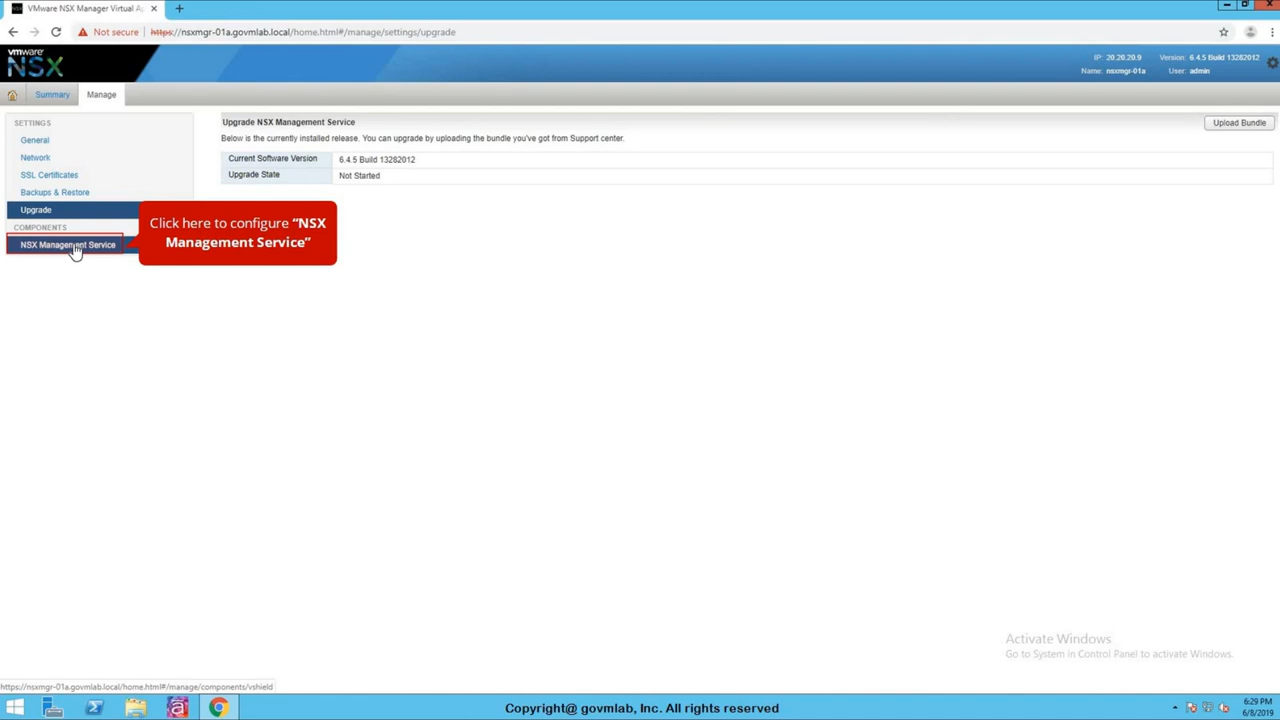 VMware NSX Manager Virtual Ap
Not secure
https://nsxmgr-01a.govmlab.local/home.html#/manage/settings/upgrade
vmware
NSX
IP: 20.20.20.9 Version: 6.4.5 Build 13282012
Name: nsxmgr-01a User: admin
Summary
Manage
SETTINGS
General
Network
SSL Certificates
Backups & Restore
Upgrade
COMPONENTS
NSX Management Service
Click here to configure “NSX
Management Service”
Upgrade NSX Management Service
Upload Bundle
Below is the currently installed release. You can upgrade by uploading the bundle you've got from Support center.
Current Software Version 6.4.5 Build 13282012
Upgrade State Not Started
Activate Windows
Go to System in Control Panel to activate Windows.
https://nsxmgr-01a.govmlab.local/home.html#/manage/components/vshield
Copyright@ govmlab, Inc. All rights reserved
6:29 PM
6/8/2019